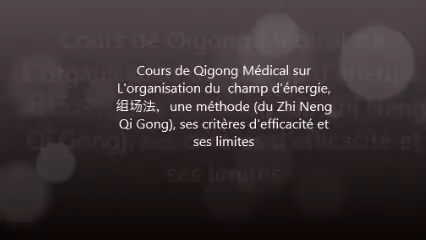 Cours de Qigong Médical sur
L'organisation du champ d'énergie,
组场法，une méthode (du Zhi Neng
Qi Gong), ses critères d'efficacité et
ses limites